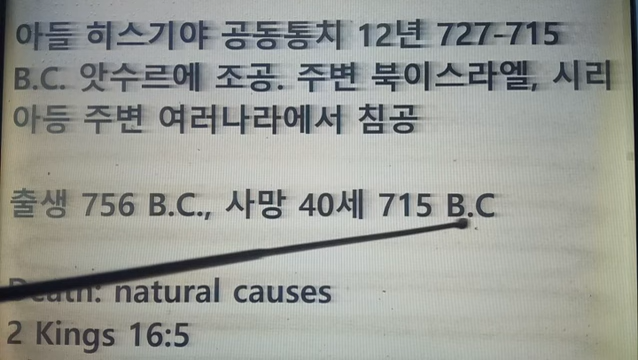 아들 히스기야 공동통치 12년 727-715
B.C. 앗수르에 조공. 주변 북이스라엘, 시리
아등 주변 여러나라에서 침공
출생 756 B.C., 사망 40세 715 B.C
Death: natural causes
2 Kings 16:5